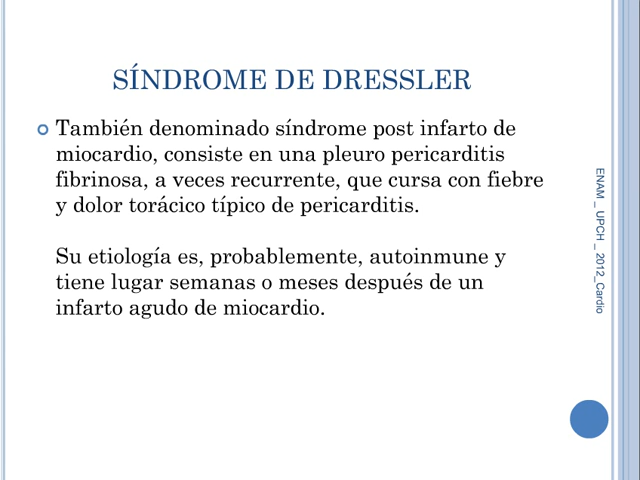 SÍNDROME DE DRESSLER
También denominado síndrome post infarto de
miocardio, consiste en una pleuro pericarditis
fibrinosa, a veces recurrente, que cursa con fiebre
y dolor torácico típico de pericarditis.
Su etiología es, probablemente, autoinmune y
tiene lugar semanas o meses después de un
infarto agudo de miocardio.
ENAM _ UPCH _ 2012_Cardio